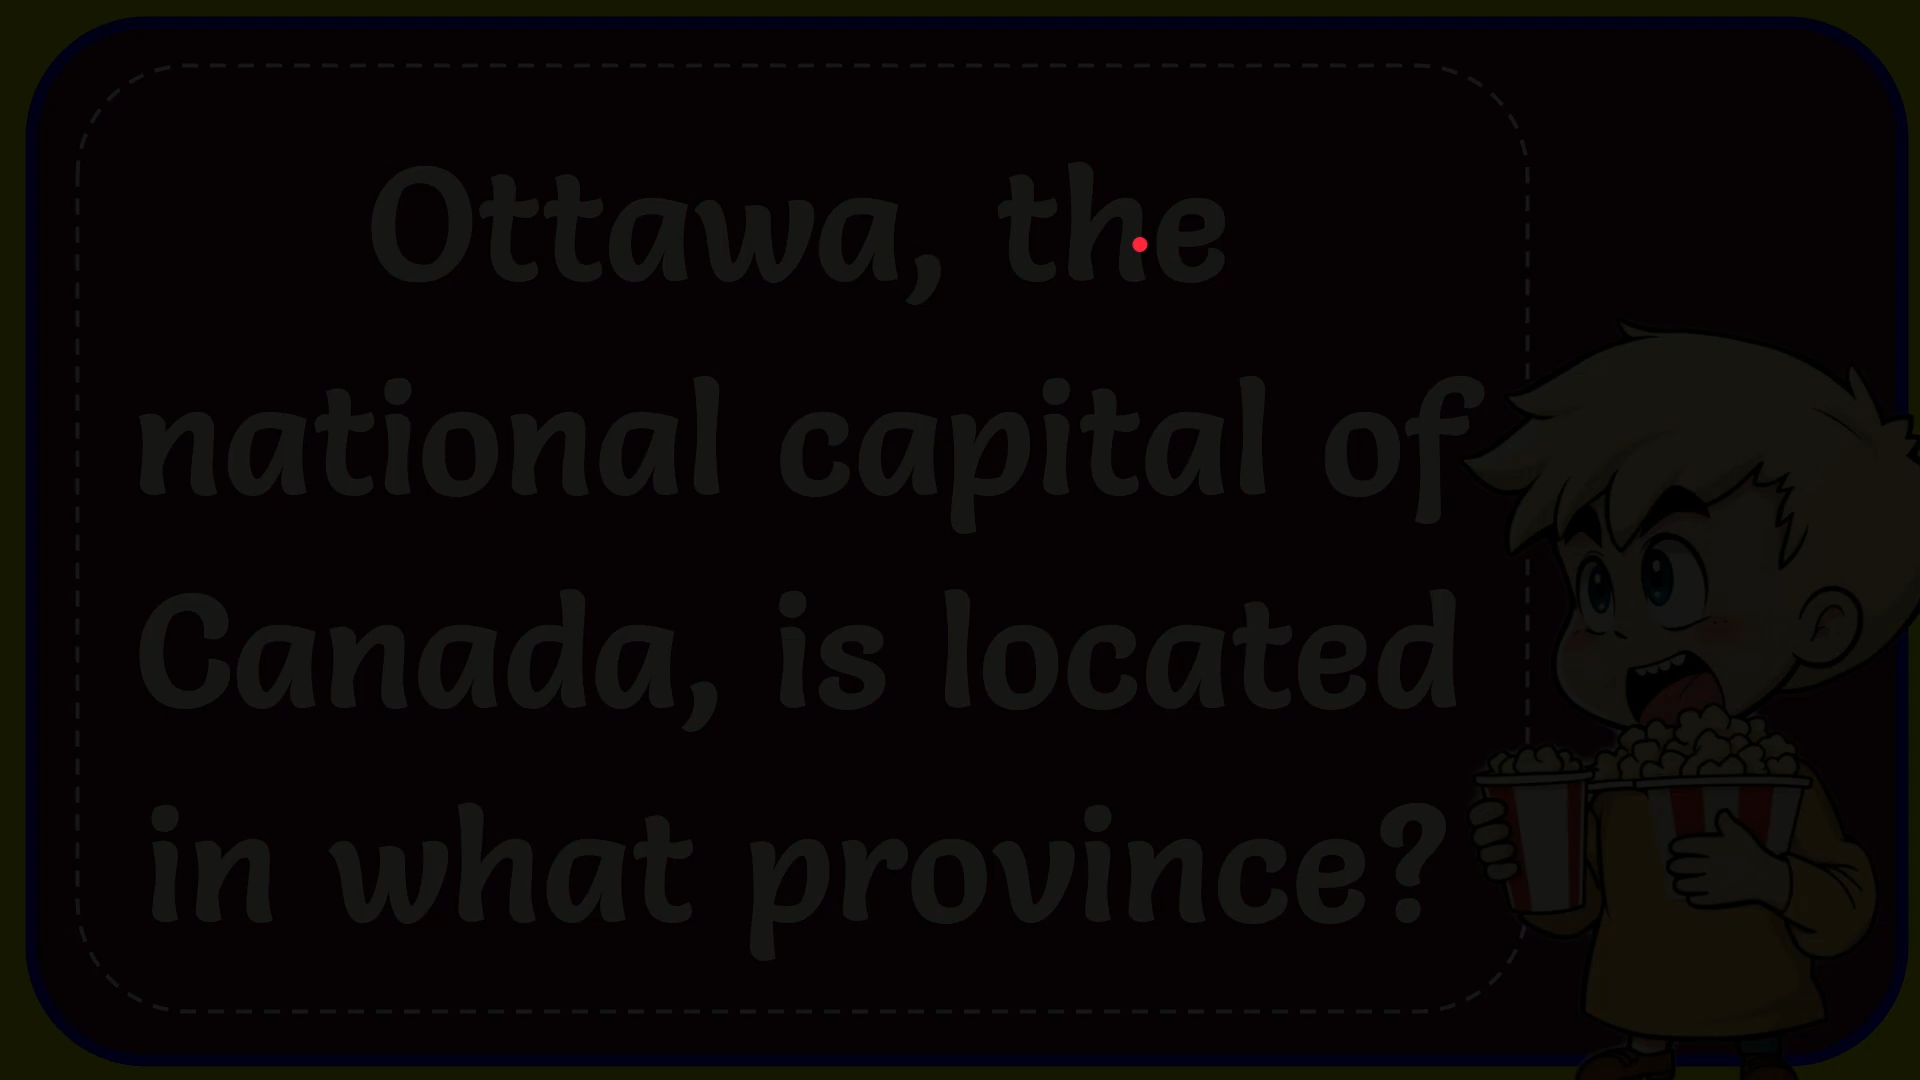 Ottawa, the
national capital of
Canada, is located
in what province?